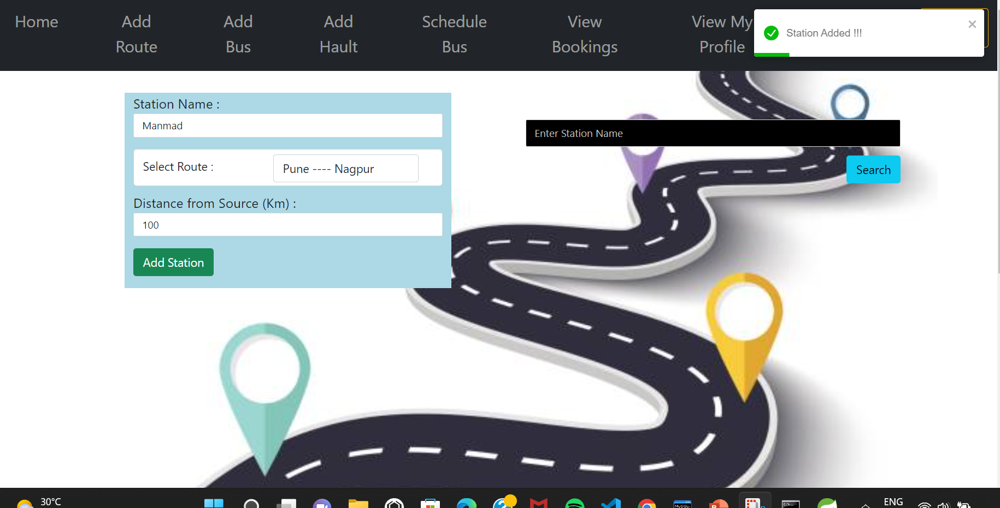 Home
Add
Route
Add
Bus
Add
Hault
Schedule
Bus
View
Bookings
View My
Profile
Station Added !!!
Station Name :
Manmad
Select Route :
Pune ---- Nagpur
Distance from Source (Km) :
100
Add Station
Enter Station Name
Search
30°C
ENG